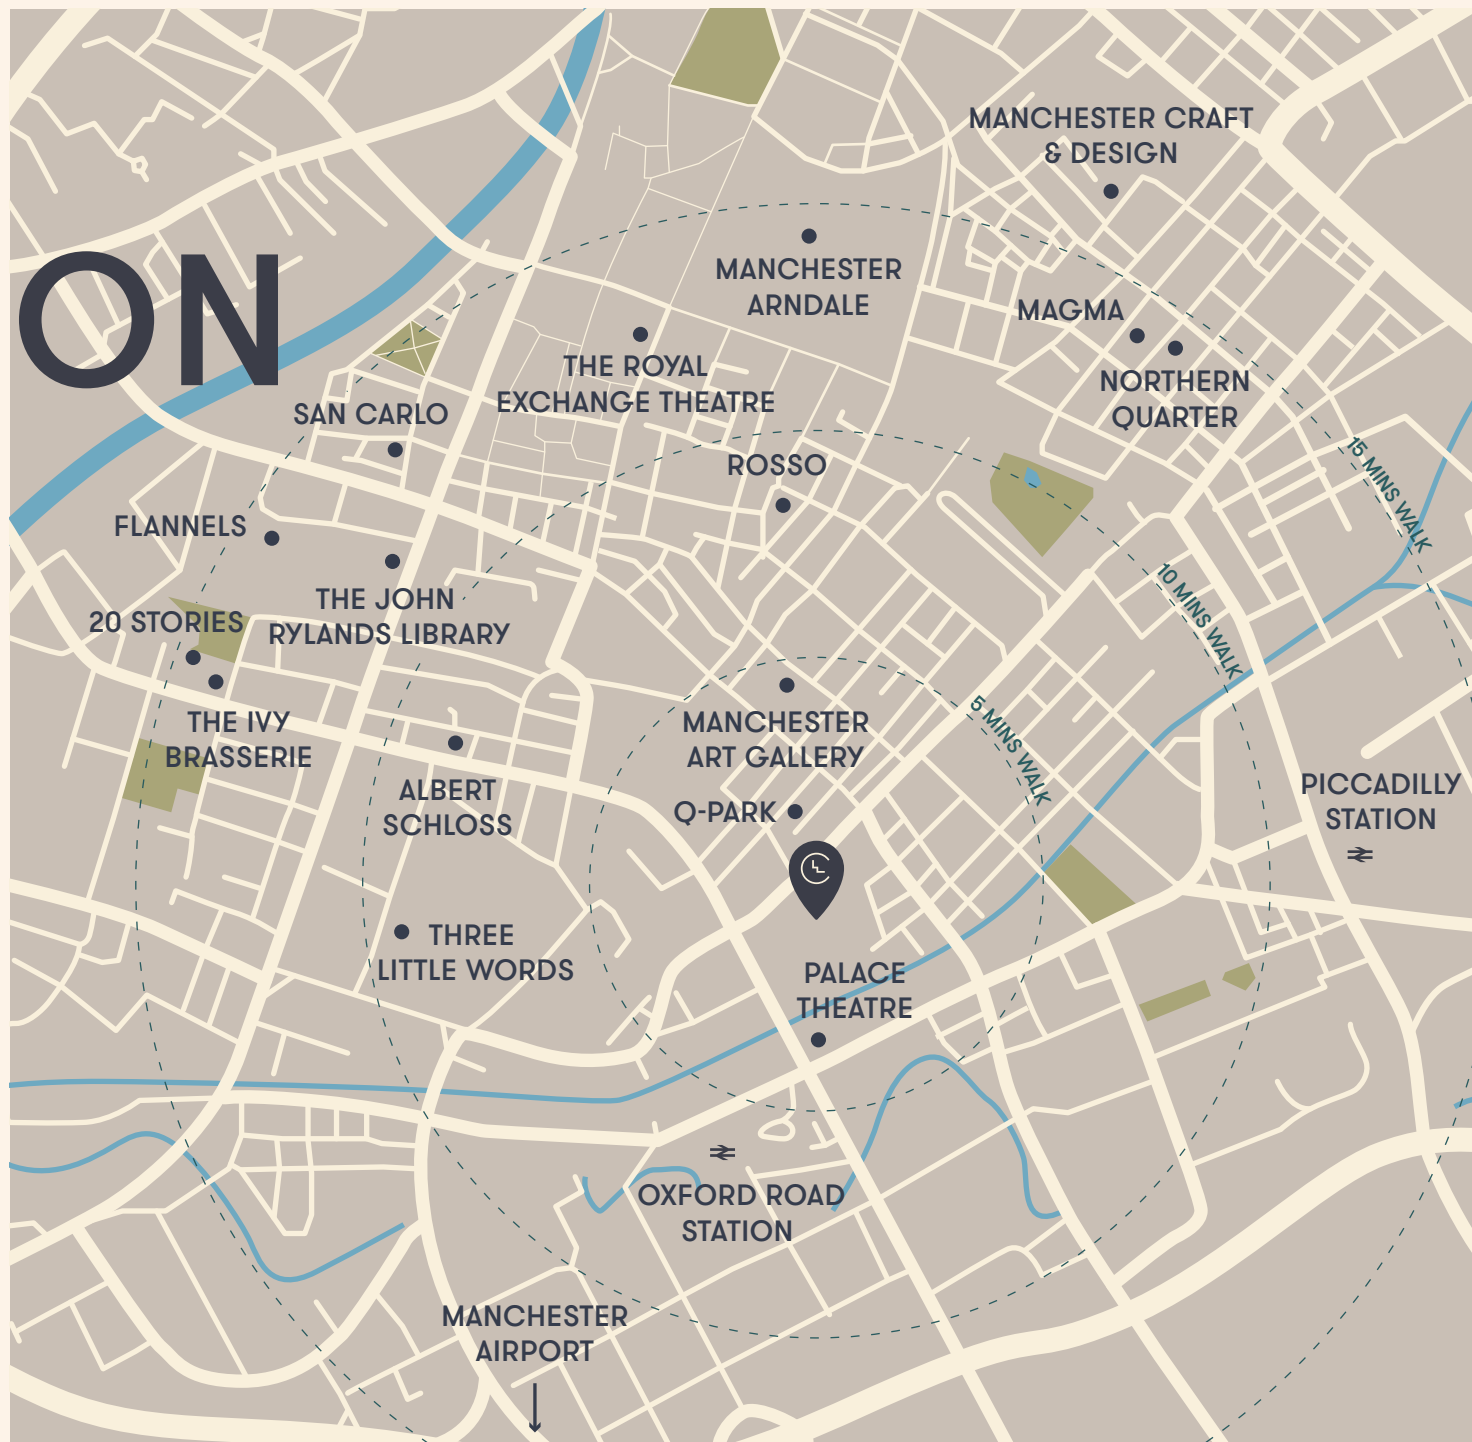 MANCHESTER CRAFT
& DESIGN
MANCHESTER
ARNDALE
ON
MAGMA
THE ROYAL
EXCHANGE THEATRE
NORTHERN
QUARTER
SAN CARLO
ROSSO
15 MINS WALK
FLANNELS
10 MINS WALK
THE JOHN
RYLANDS LIBRARY
20 STORIES
THE IVY
BRASSERIE
MANCHESTER
ART GALLERY
5 MINS WALK
ALBERT
SCHLOSS
Q-PARK
PICCADILLY
STATION
THREE
LITTLE WORDS
PALACE
THEATRE
OXFORD ROAD
STATION
MANCHESTER
AIRPORT